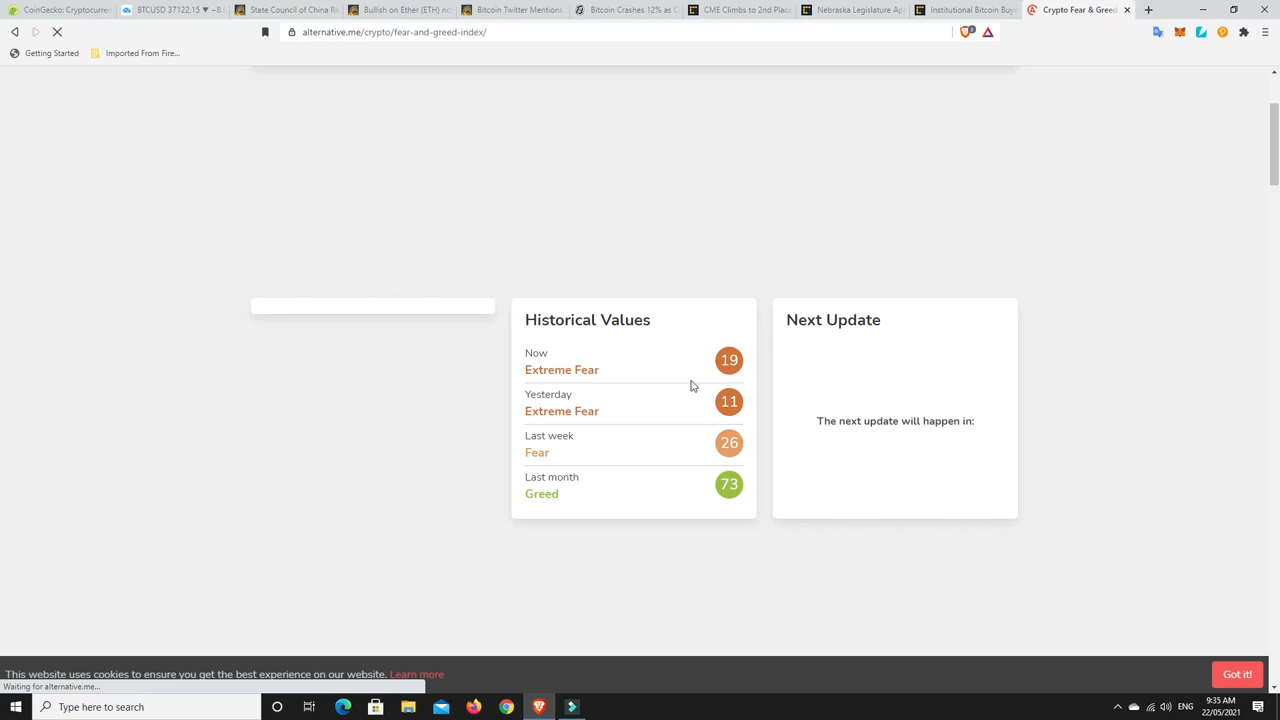 CoinGecko: Cryptocurren
BTCUSD 37122.15 ▼ −8.
State Council of China Re
Bullish on Ether (ETH) no
Bitcoin Twitter Mentions
Bitcoin Crashes 12% as C
CME Climbs to 2nd Place
Nebraska Legislature Ap
Institutional Bitcoin Buye
Crypto Fear & Greed
alternative.me/crypto/fear-and-greed-index/
Getting Started
Imported From Fire...
Historical Values
Now
Extreme Fear
19
Yesterday
Extreme Fear
11
Last week
Fear
26
Last month
Greed
73
Next Update
The next update will happen in:
This website uses cookies to ensure you get the best experience on our website. Learn more
Got it!
Waiting for alternative.me...
Type here to search
ENG
9:35 AM
22/05/2021